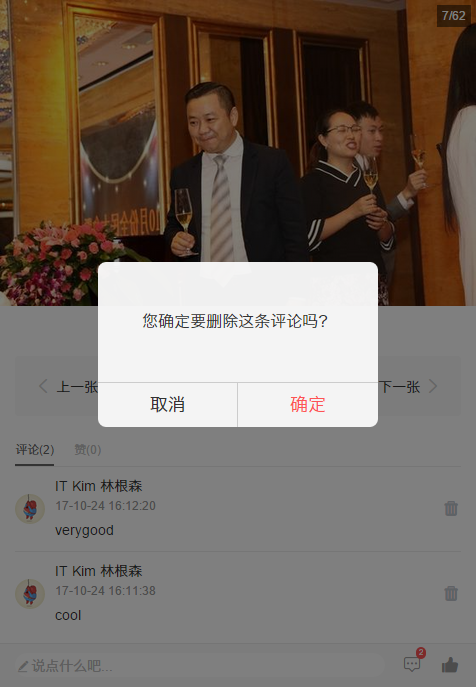 7/62
您确定要删除这条评论吗?
上一张
下一张
取消
确定
评论(2)
赞(0)
IT Kim 林根森
17-10-24 16:12:20
verygood
IT Kim 林根森
17-10-24 16:11:38
cool
说点什么吧...
2